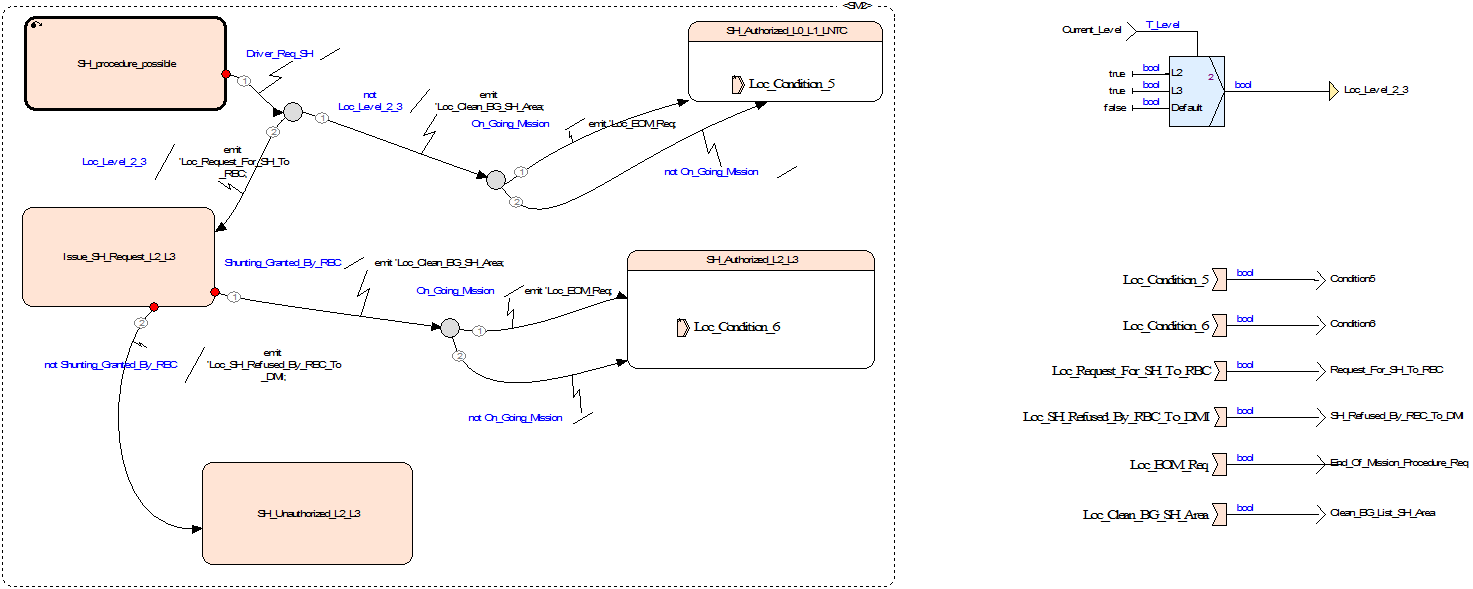 <SM2>
SH_procedure_possible
1
Driver_Req_SH
2
1
not
Loc_Level_2_3
emit
'Loc_Clean_BG_SH_Area;
SH_Authorized_L0_L1_LNTC
Loc_Condition_5
On_Going_Mission
emit 'Loc_EOM_Req;
1
2
not On_Going_Mission
Loc_Level_2_3
emit
'Loc_Request_For_SH_To
_RBC;
Issue_SH_Request_L2_L3
1
2
Shunting_Granted_By_RBC
emit 'Loc_Clean_BG_SH_Area;
SH_Authorized_L2_L3
Loc_Condition_6
On_Going_Mission
emit 'Loc_EOM_Req;
1
2
not On_Going_Mission
not Shunting_Granted_By_RBC
emit
'Loc_SH_Refused_By_RBC_To
_DMI;
SH_Unauthorized_L2_L3
Current_Level
T_Level
true
bool
L2
2
true
bool
L3
bool
Loc_Level_2_3
false
bool
Default
Loc_Condition_5
bool
Condition5
Loc_Condition_6
bool
Condition6
Loc_Request_For_SH_To_RBC
bool
Request_For_SH_To_RBC
Loc_SH_Refused_By_RBC_To_DMI
bool
SH_Refused_By_RBC_To_DMI
Loc_EOM_Req
bool
End_Of_Mission_Procedure_Req
Loc_Clean_BG_SH_Area
bool
Clean_BG_List_SH_Area